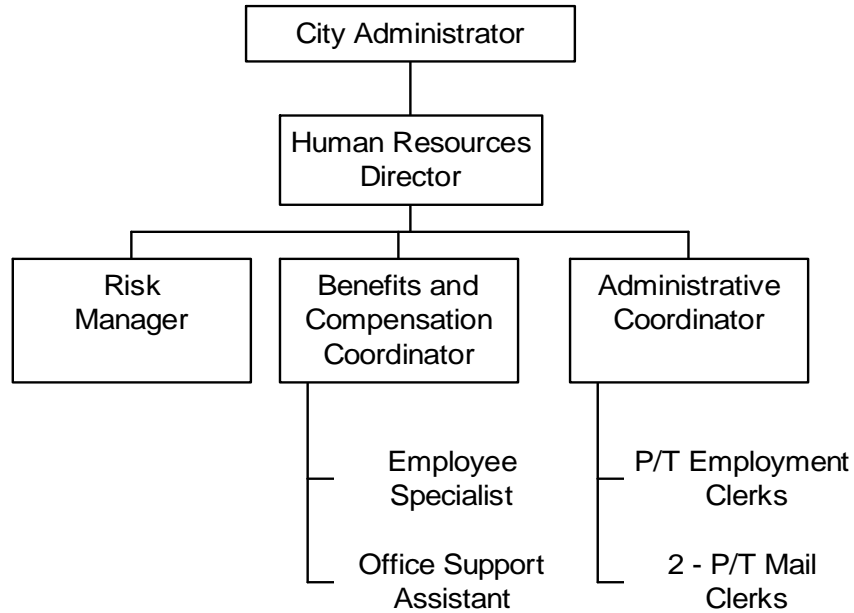 City Administrator
Human Resources
Director
Risk
Manager
Benefits and
Compensation
Coordinator
Administrative
Coordinator
Employee
Specialist
Office Support
Assistant
P/T Employment
Clerks
2 - P/T Mail
Clerks